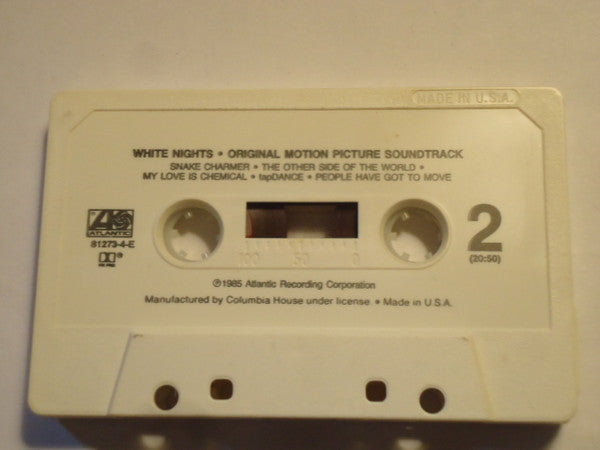 MADE IN U.S.A.
WHITE NIGHTS • ORIGINAL MOTION PICTURE SOUNDTRACK
SNAKE CHARMER • THE OTHER SIDE OF THE WORLD •
MY LOVE IS CHEMICAL • tapDANCE • PEOPLE HAVE GOT TO MOVE
ATLANTIC
81273-4-E
2
(20:50)
100 50 0
℗1985 Atlantic Recording Corporation
Manufactured by Columbia House under license • Made in U.S.A.